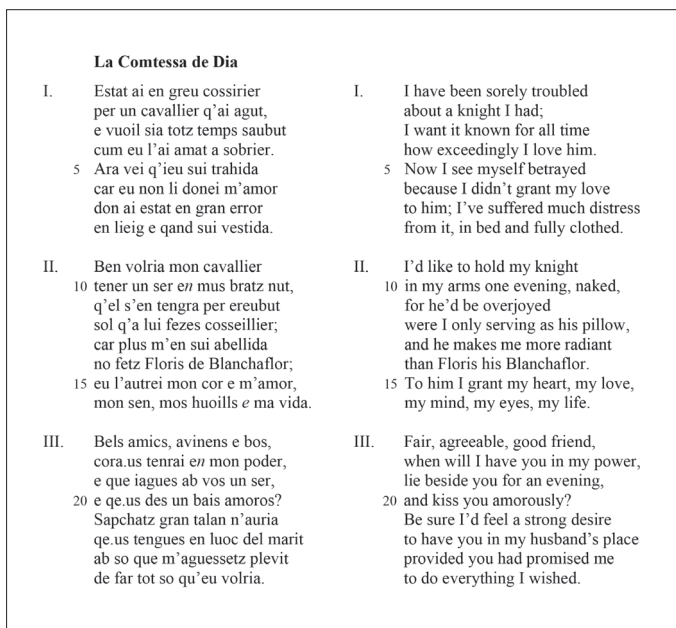 La Comtessa de Dia
I. Estat ai en greu cossirier
per un cavallier q'ai agut,
e vuoil sia totz temps saubut
cum eu l'ai amat a sobrier.
5 Ara vei q'ieu sui trahida
car eu non li donei m'amor
don ai estat en gran error
en lieig e qand sui vestida.
II. Ben volria mon cavallier
10 tener un ser en mus bratz nut,
q'el s'en tengra per ereubut
sol q'a lui fezes cosseillier;
car plus m'en sui abellida
no fetz Floris de Blanchaflor;
15 eu l'autrei mon cor e m'amor,
mon sen, mos huoills e ma vida.
III. Bels amics, avinens e bos,
cora.us tenrai en mon poder,
e que iagues ab vos un ser,
20 e qe.us des un bais amoros?
Sapchatz gran talan n'auria
qe.us tengues en luoc del marit
ab so que m'aguessetz plevit
de far tot so qu'eu volria.
I. I have been sorely troubled
about a knight I had;
I want it known for all time
how exceedingly I love him.
5 Now I see myself betrayed
because I didn't grant my love
to him; I've suffered much distress
from it, in bed and fully clothed.
II. I'd like to hold my knight
10 in my arms one evening, naked,
for he'd be overjoyed
were I only serving as his pillow,
and he makes me more radiant
than Floris his Blanchaflor.
15 To him I grant my heart, my love,
my mind, my eyes, my life.
III. Fair, agreeable, good friend,
when will I have you in my power,
lie beside you for an evening,
20 and kiss you amorously?
Be sure I'd feel a strong desire
to have you in my husband's place
provided you had promised me
to do everything I wished.